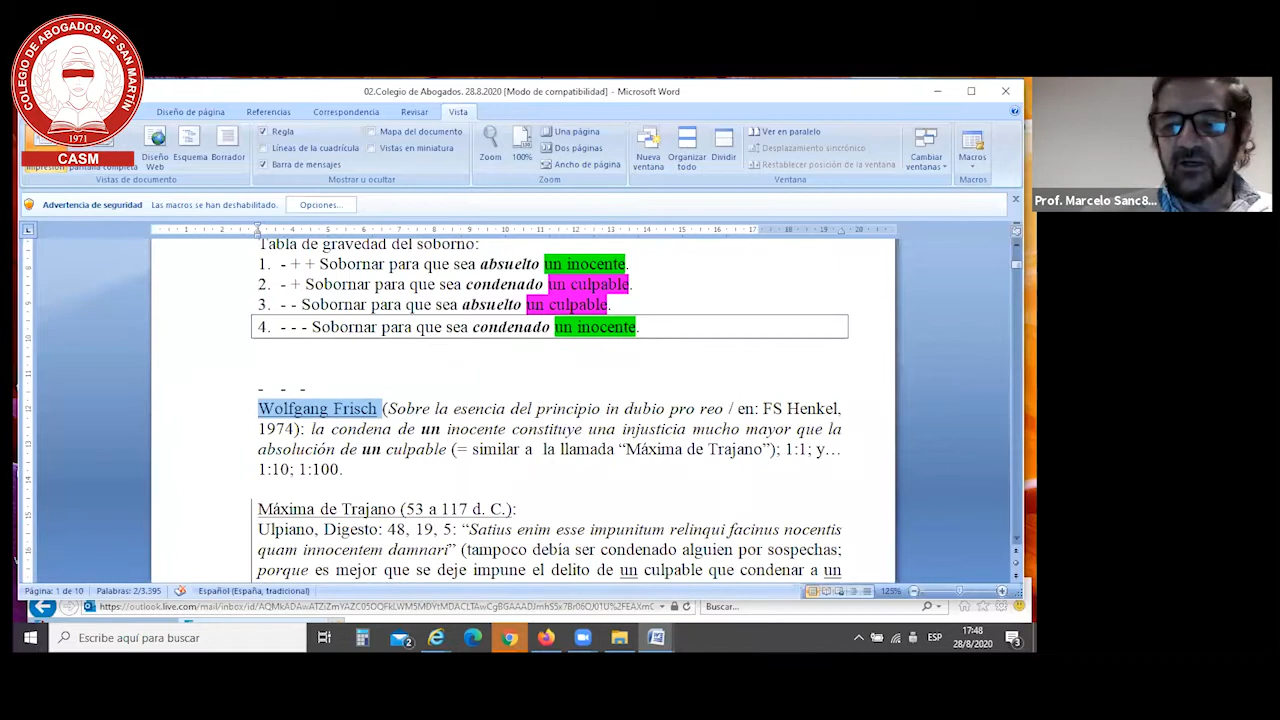 COLEGIO DE ABOGADOS DE SAN MARTÍN
1971
CASM
02.Colegio de Abogados. 28.8.2020 [Modo de compatibilidad] - Microsoft Word
Diseño de página Referencias Correspondencia Revisar Vista
Diseño Web
Esquema
Borrador
Vistas de documento
Regla
Líneas de la cuadrícula
Barra de mensajes
Mapa del documento
Vistas en miniatura
Mostrar u ocultar
Zoom
100%
Una página
Dos páginas
Ancho de página
Zoom
Nueva ventana
Organizar todo
Dividir
Ver en paralelo
Desplazamiento sincrónico
Restablecer posición de la ventana
Cambiar ventanas
Ventana
Macros
Macros
Prof. Marcelo Sanc8...
Advertencia de seguridad Las macros se han deshabilitado. Opciones...
Tabla de gravedad del soborno:
1. - + + Sobornar para que sea absuelto un inocente.
2. - + Sobornar para que sea condenado un culpable.
3. - - Sobornar para que sea absuelto un culpable.
4. - - - Sobornar para que sea condenado un inocente.
- - -
Wolfgang Frisch (Sobre la esencia del principio in dubio pro reo / en: FS Henkel,
1974): la condena de un inocente constituye una injusticia mucho mayor que la
absolución de un culpable (= similar a la llamada “Máxima de Trajano”); 1:1; y…
1:10; 1:100.
Máxima de Trajano (53 a 117 d. C.):
Ulpiano, Digesto: 48, 19, 5: “Satius enim esse impunitum relinqui facinus nocentis
quam innocentem damnari” (tampoco debía ser condenado alguien por sospechas;
porque es mejor que se deje impune el delito de un culpable que condenar a un
Página: 1 de 10 Palabras: 2/3.395 Español (España, tradicional) 125%
Buscar...
Escribe aquí para buscar
2
ESP
17:48
28/8/2020
3